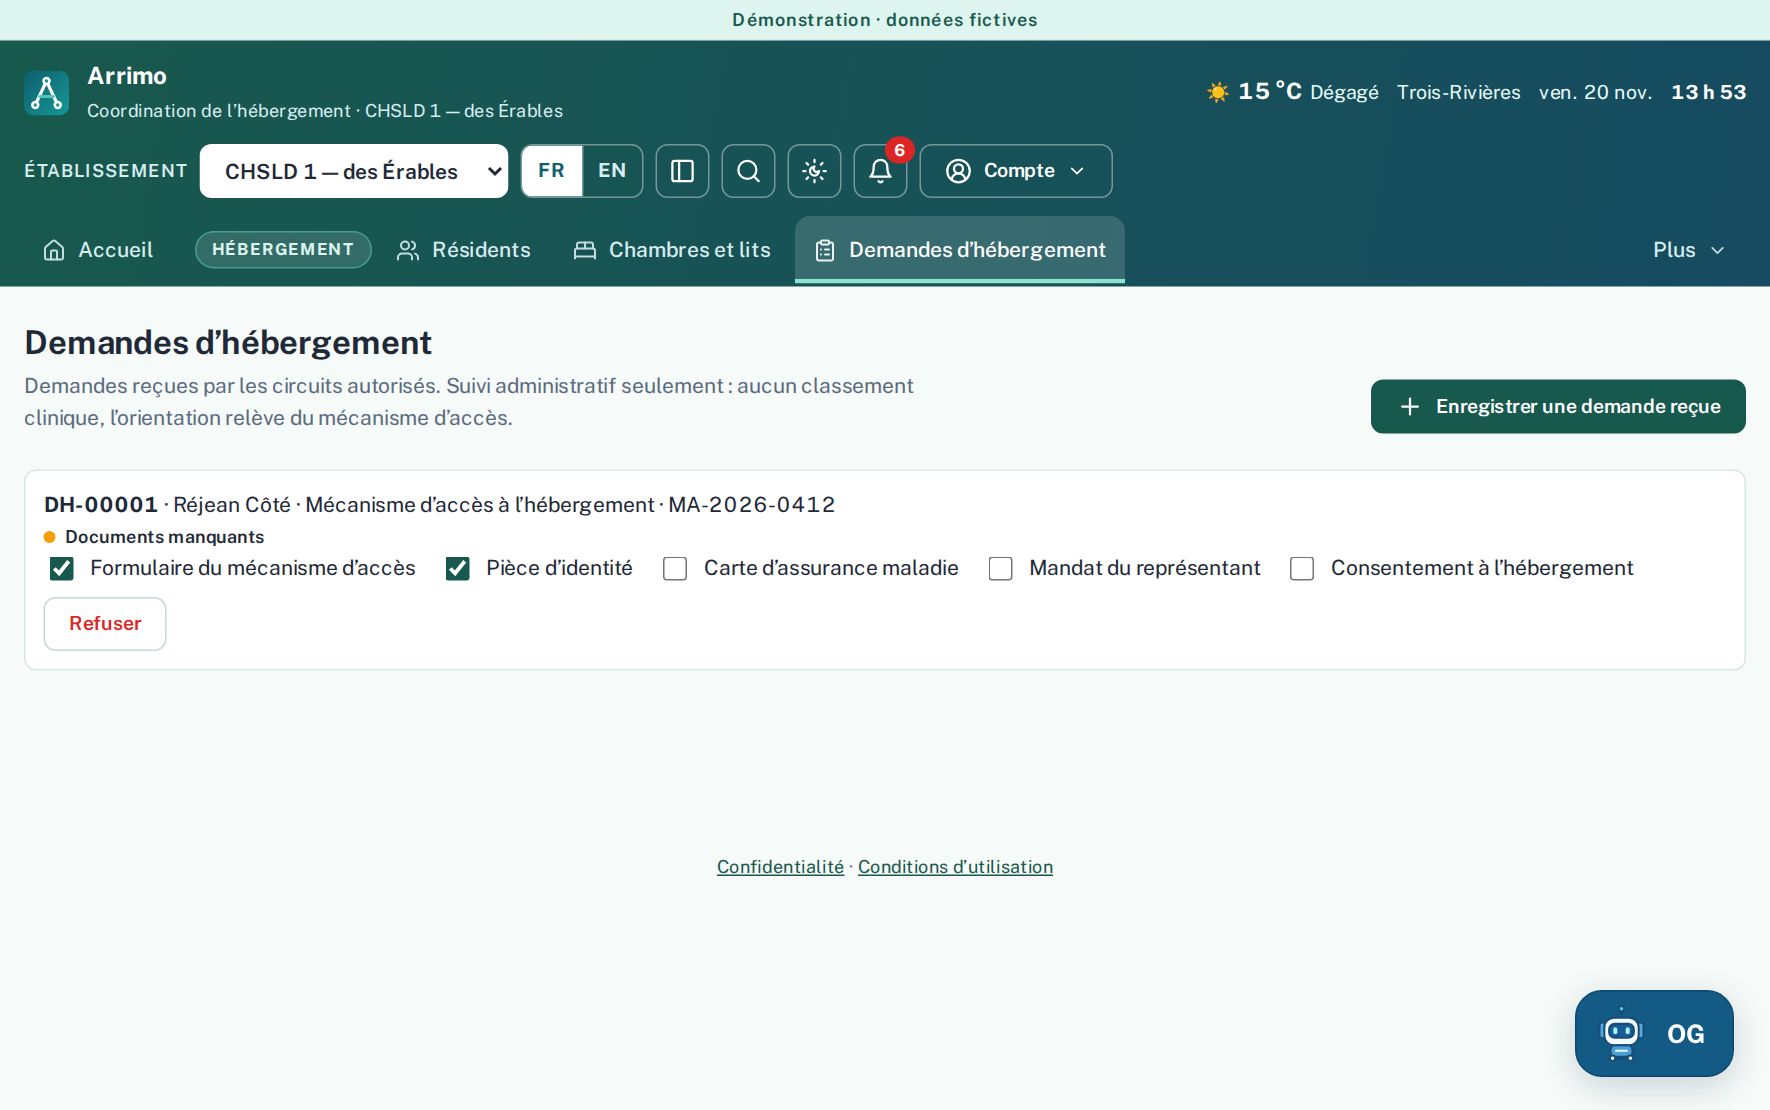 Démonstration · données fictives
Arrimo
Coordination de l’hébergement · CHSLD 1 — des Érables
15 °C Dégagé Trois-Rivières ven. 20 nov. 13 h 53
ÉTABLISSEMENT CHSLD 1 — des Érables FR EN 6 Compte
Accueil HÉBERGEMENT Résidents Chambres et lits Demandes d’hébergement Plus
Demandes d’hébergement
Demandes reçues par les circuits autorisés. Suivi administratif seulement : aucun classement
clinique, l’orientation relève du mécanisme d’accès.
Enregistrer une demande reçue
DH-00001 · Réjean Côté · Mécanisme d’accès à l’hébergement · MA-2026-0412
Documents manquants
Formulaire du mécanisme d’accès Pièce d’identité Carte d’assurance maladie Mandat du représentant Consentement à l’hébergement
Refuser
Confidentialité · Conditions d’utilisation
OG